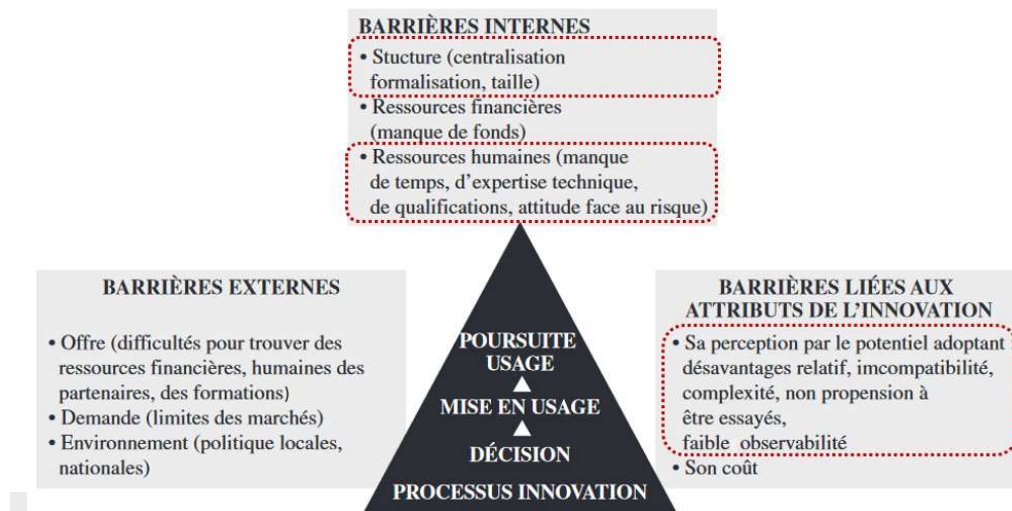 BARRIÈRES INTERNES
• Stucture (centralisation
formalisation, taille)
• Ressources financières
(manque de fonds)
• Ressources humaines (manque
de temps, d'expertise technique,
de qualifications, attitude face au risque)
BARRIÈRES EXTERNES
• Offre (difficultés pour trouver des
ressources financières, humaines des
partenaires, des formations)
• Demande (limites des marchés)
• Environnement (politique locales,
nationales)
POURSUITE
USAGE
MISE EN USAGE
DÉCISION
PROCESSUS INNOVATION
BARRIÈRES LIÉES AUX
ATTRIBUTS DE L'INNOVATION
• Sa perception par le potentiel adoptant :
désavantages relatif, imcompatibilité,
complexité, non propension à
être essayés,
faible observabilité
• Son coût